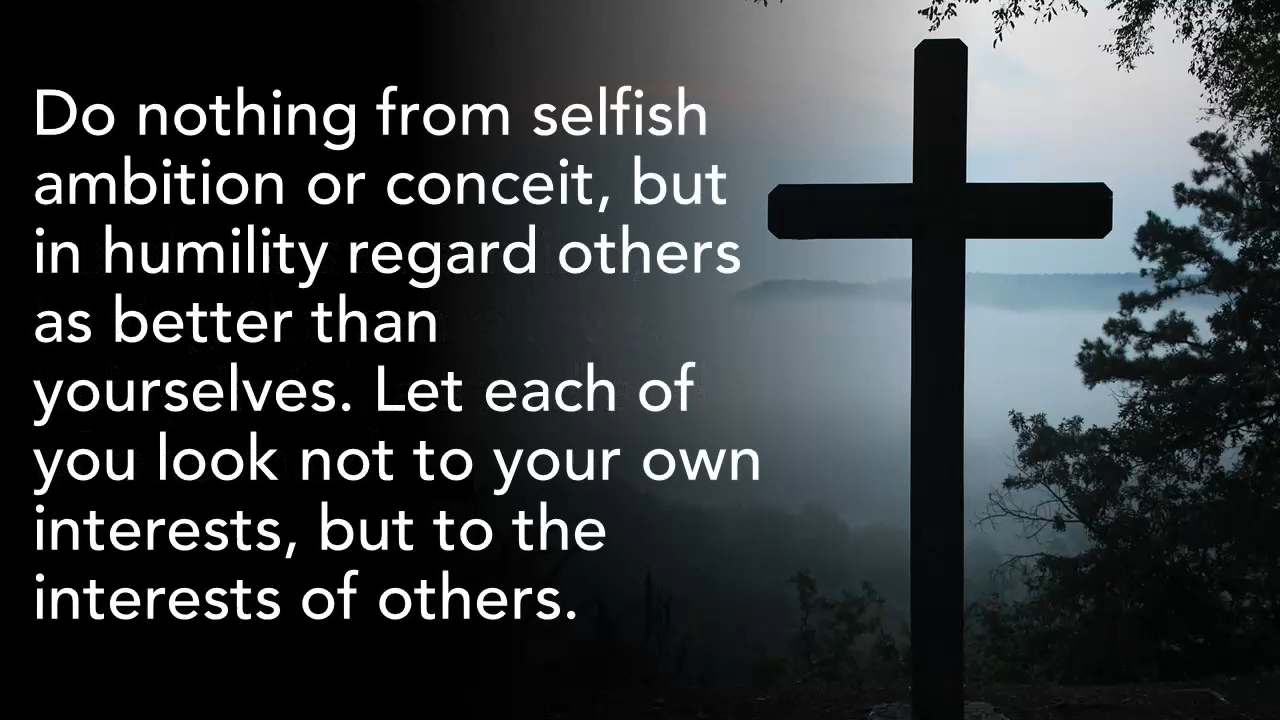 Do nothing from selfish
ambition or conceit, but
in humility regard others
as better than
yourselves. Let each of
you look not to your own
interests, but to the
interests of others.